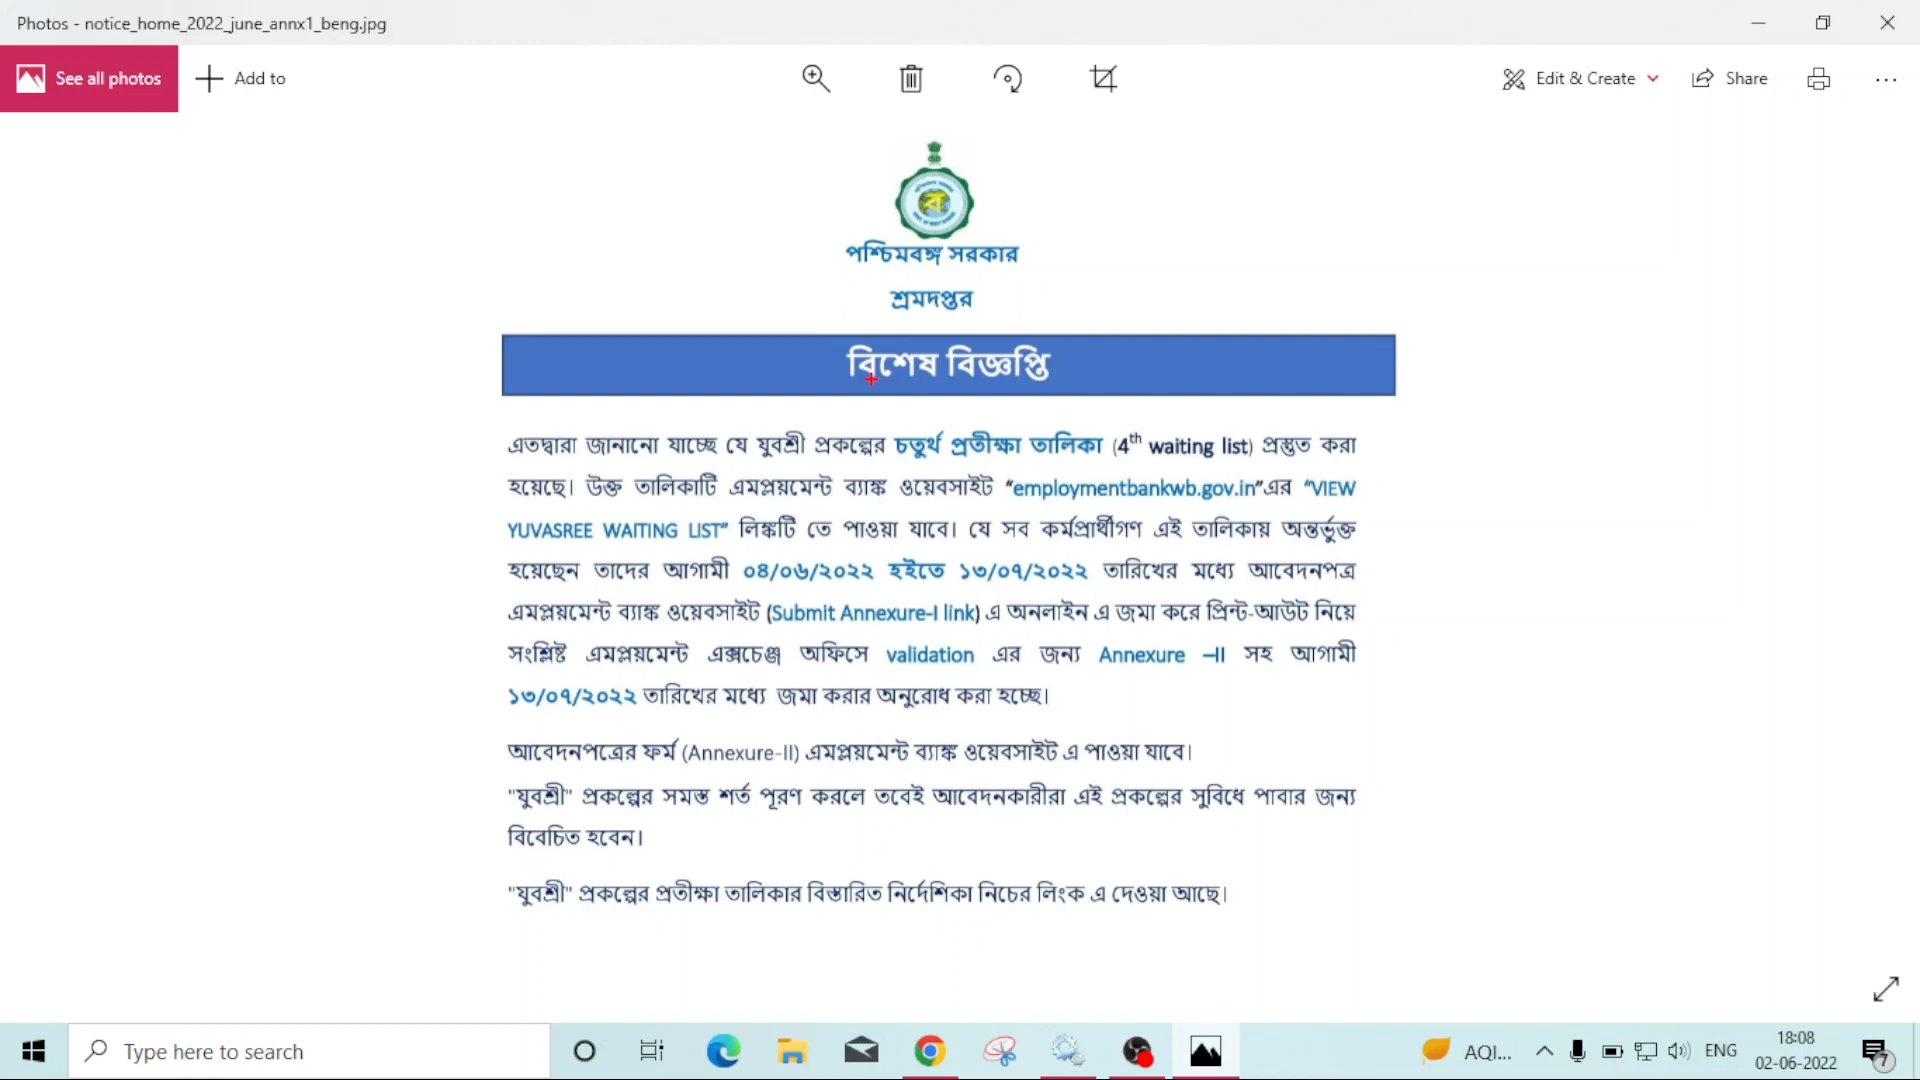 Photos - notice_home_2022_june_annx1_beng.jpg
See all photos
Add to
Edit & Create
Share
পশ্চিমবঙ্গ সরকার
শ্রমদপ্তর
বিশেষ বিজ্ঞপ্তি
এতদ্বারা জানানো যাচ্ছে যে যুবশ্রী প্রকল্পের চতুর্থ প্রতীক্ষা তালিকা (4th waiting list) প্রস্তুত করা
হয়েছে। উক্ত তালিকাটি এমপ্লয়মেন্ট ব্যাঙ্ক ওয়েবসাইট “employmentbankwb.gov.in”এর “VIEW
YUVASREE WAITING LIST” লিঙ্কটি তে পাওয়া যাবে। যে সব কর্মপ্রার্থীগণ এই তালিকায় অন্তর্ভুক্ত
হয়েছেন তাদের আগামী ০৪/০৬/২০২২ হইতে ১৩/০৭/২০২২ তারিখের মধ্যে আবেদনপত্র
এমপ্লয়মেন্ট ব্যাঙ্ক ওয়েবসাইট (Submit Annexure-I link) এ অনলাইন এ জমা করে প্রিন্ট-আউট নিয়ে
সংশ্লিষ্ট এমপ্লয়মেন্ট এক্সচেঞ্জ অফিসে validation এর জন্য Annexure –II সহ আগামী
১৩/০৭/২০২২ তারিখের মধ্যে জমা করার অনুরোধ করা হচ্ছে।
আবেদনপত্রের ফর্ম (Annexure-II) এমপ্লয়মেন্ট ব্যাঙ্ক ওয়েবসাইট এ পাওয়া যাবে।
"যুবশ্রী" প্রকল্পের সমস্ত শর্ত পূরণ করলে তবেই আবেদনকারীরা এই প্রকল্পের সুবিধে পাবার জন্য
বিবেচিত হবেন।
"যুবশ্রী" প্রকল্পের প্রতীক্ষা তালিকার বিস্তারিত নির্দেশিকা নিচের লিংক এ দেওয়া আছে।
Type here to search
AQI...
ENG
18:08
02-06-2022
7